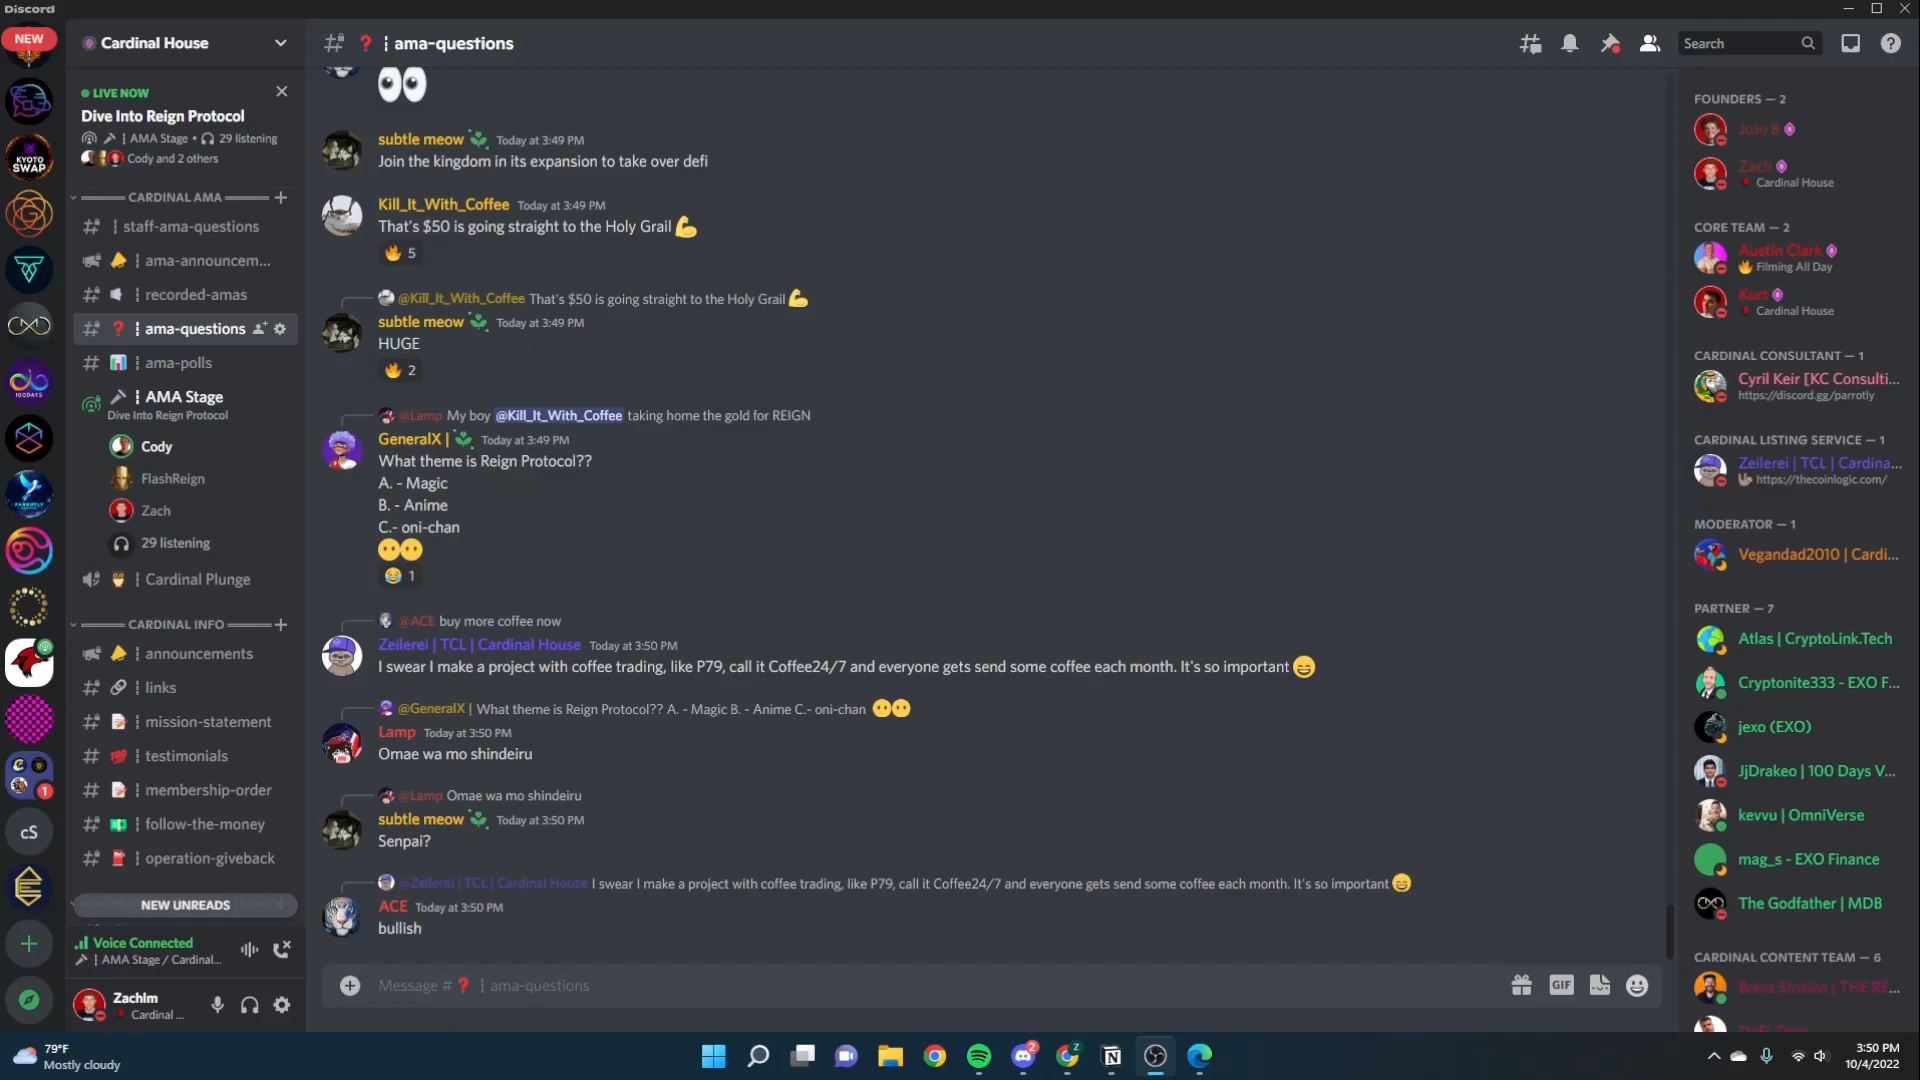 Discord
NEW
Cardinal House
LIVE NOW
Dive Into Reign Protocol
AMA Stage • 29 listening
Cody and 2 others
CARDINAL AMA
staff-ama-questions
ama-announcem...
recorded-amas
ama-questions
ama-polls
AMA Stage
Dive Into Reign Protocol
Cody
FlashReign
Zach
29 listening
Cardinal Plunge
CARDINAL INFO
announcements
links
mission-statement
testimonials
membership-order
follow-the-money
operation-giveback
NEW UNREADS
Voice Connected
AMA Stage / Cardinal...
Zachlm
Cardinal ...
KYOTO
SWAP
100DAYS
cS
1
# ❓ ¦ ama-questions
Search
👀
subtle meow Today at 3:49 PM
Join the kingdom in its expansion to take over defi
Kill_It_With_Coffee Today at 3:49 PM
That's $50 is going straight to the Holy Grail 💪
🔥 5
@Kill_It_With_Coffee That's $50 is going straight to the Holy Grail 💪
subtle meow Today at 3:49 PM
HUGE
🔥 2
@Lamp My boy @Kill_It_With_Coffee taking home the gold for REIGN
GeneralX | Today at 3:49 PM
What theme is Reign Protocol??
A. - Magic
B. - Anime
C.- oni-chan
😶😶
😂 1
@ACE buy more coffee now
Zeilerei | TCL | Cardinal House Today at 3:50 PM
I swear I make a project with coffee trading, like P79, call it Coffee24/7 and everyone gets send some coffee each month. It's so important 😄
@GeneralX | What theme is Reign Protocol?? A. - Magic B. - Anime C.- oni-chan 😶😶
Lamp Today at 3:50 PM
Omae wa mo shindeiru
@Lamp Omae wa mo shindeiru
subtle meow Today at 3:50 PM
Senpai?
@Zeilerei | TCL | Cardinal House I swear I make a project with coffee trading, like P79, call it Coffee24/7 and everyone gets send some coffee each month. It's so important 😄
ACE Today at 3:50 PM
bullish
Message # ❓ ¦ ama-questions
GIF
FOUNDERS — 2
JoJo B
Zach
Cardinal House
CORE TEAM — 2
Austin Clark
🔥 Filming All Day
Kurt
Cardinal House
CARDINAL CONSULTANT — 1
Cyril Keir [KC Consulti...
https://discord.gg/parrotly
CARDINAL LISTING SERVICE — 1
Zeilerei | TCL | Cardina...
https://thecoinlogic.com/
MODERATOR — 1
Vegandad2010 | Cardi...
PARTNER — 7
Atlas | CryptoLink.Tech
Cryptonite333 - EXO F...
jexo (EXO)
JjDrakeo | 100 Days V...
kevvu | OmniVerse
mag_s - EXO Finance
The Godfather | MDB
CARDINAL CONTENT TEAM — 6
79°F
Mostly cloudy
2
3:50 PM
10/4/2022